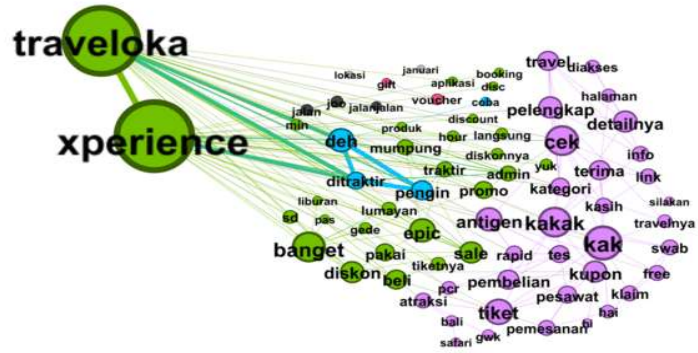 traveloka
xperience
lokasi
januari
gift
aplikasi
booking
disc
travel
diakses
jalan
jco
jalanjalan
voucher
coba
pelengkap
halaman
min
produk
discount
detailnya
deh
mumpung
hour
langsung
cek
diskonnya
yuk
terima
info
ditraktir
traktir
admin
link
pengin
promo
kategori
kasih
silakan
liburan
lumayan
sd
pas
gede
epic
antigen
kakak
travelnya
banget
pakai
sale
rapid
tes
kak
swab
diskon
beli
tiketnya
pembelian
kupon
free
pcr
pesawat
klaim
atraksi
tiket
hai
bali
gwk
pemesanan
bi
safari